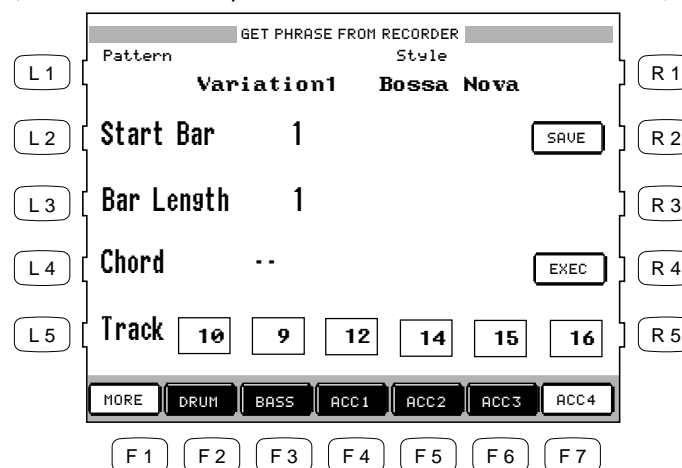 GET PHRASE FROM RECORDER
Pattern Style
L 1 Variation1 Bossa Nova R 1
L 2 Start Bar 1 SAVE R 2
L 3 Bar Length 1 R 3
L 4 Chord -- EXEC R 4
L 5 Track 10 9 12 14 15 16 R 5
MORE DRUM BASS ACC1 ACC2 ACC3 ACC4
F 1 F 2 F 3 F 4 F 5 F 6 F 7